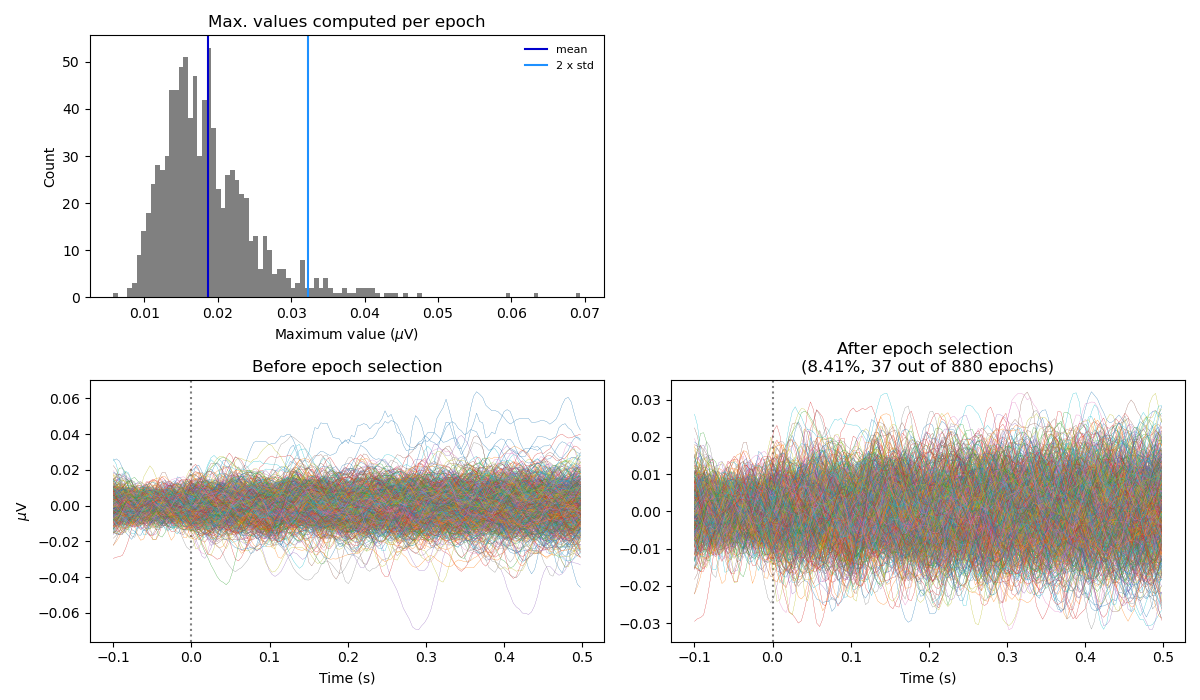 Max. values computed per epoch
mean
2 x std
50
40
30
20
10
0
Count
0.01 0.02 0.03 0.04 0.05 0.06 0.07
Maximum value (μV)
Before epoch selection
0.06
0.04
0.02
0.00
−0.02
−0.04
−0.06
μV
−0.1 0.0 0.1 0.2 0.3 0.4 0.5
Time (s)
After epoch selection
(8.41%, 37 out of 880 epochs)
0.03
0.02
0.01
0.00
−0.01
−0.02
−0.03
−0.1 0.0 0.1 0.2 0.3 0.4 0.5
Time (s)